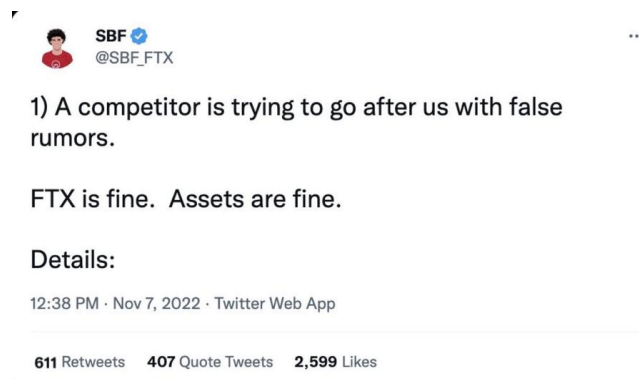 SBF
@SBF_FTX
1) A competitor is trying to go after us with false
rumors.
FTX is fine.  Assets are fine.
Details:
12:38 PM · Nov 7, 2022 · Twitter Web App
611 Retweets 407 Quote Tweets 2,599 Likes